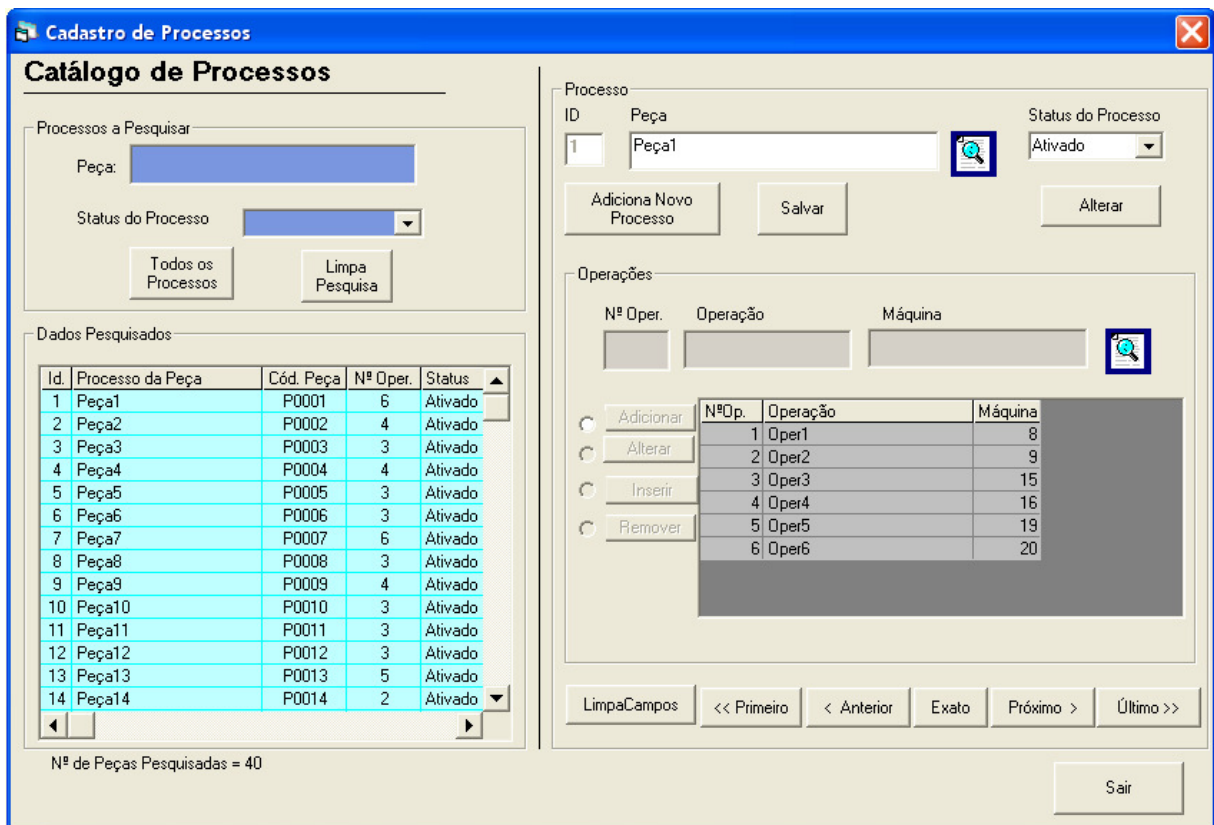 Cadastro de Processos
Catálogo de Processos
Processos a Pesquisar
Peça:
Status do Processo
Todos os
Processos
Limpa
Pesquisa
Dados Pesquisados
Id. Processo da Peça Cód. Peça Nº Oper. Status
1 Peça1 P0001 6 Ativado
2 Peça2 P0002 4 Ativado
3 Peça3 P0003 3 Ativado
4 Peça4 P0004 4 Ativado
5 Peça5 P0005 3 Ativado
6 Peça6 P0006 3 Ativado
7 Peça7 P0007 6 Ativado
8 Peça8 P0008 3 Ativado
9 Peça9 P0009 4 Ativado
10 Peça10 P0010 3 Ativado
11 Peça11 P0011 3 Ativado
12 Peça12 P0012 3 Ativado
13 Peça13 P0013 5 Ativado
14 Peça14 P0014 2 Ativado
Nº de Peças Pesquisadas = 40
Processo
ID Peça Status do Processo
1 Peça1 Ativado
Adiciona Novo
Processo
Salvar
Alterar
Operações
Nº Oper. Operação Máquina
Adicionar
Alterar
Inserir
Remover
NºOp. Operação Máquina
1 Oper1 8
2 Oper2 9
3 Oper3 15
4 Oper4 16
5 Oper5 19
6 Oper6 20
LimpaCampos << Primeiro < Anterior Exato Próximo > Último >>
Sair